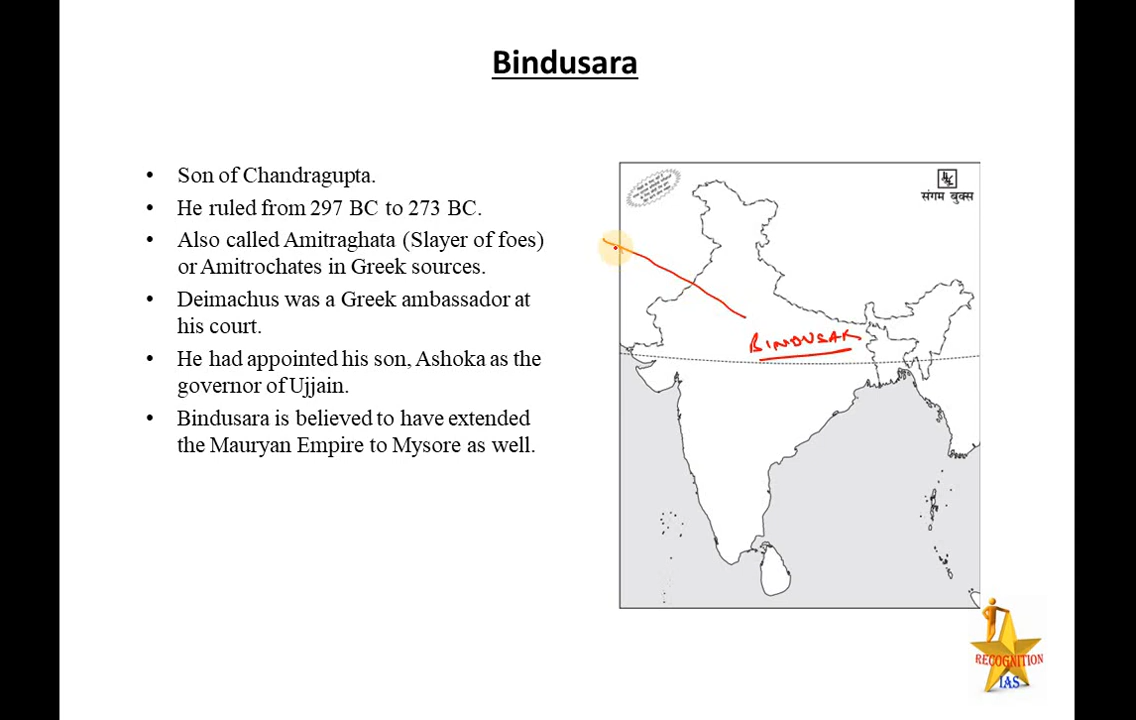 Bindusara
• Son of Chandragupta.
• He ruled from 297 BC to 273 BC.
• Also called Amitraghata (Slayer of foes)
or Amitrochates in Greek sources.
• Deimachus was a Greek ambassador at
his court.
• He had appointed his son, Ashoka as the
governor of Ujjain.
• Bindusara is believed to have extended
the Mauryan Empire to Mysore as well.
संगम बुक्स
BINDUSAR
RECOGNITION
IAS